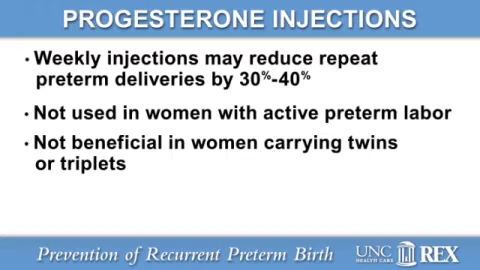 PROGESTERONE INJECTIONS
• Weekly injections may reduce repeat
preterm deliveries by 30%-40%
• Not used in women with active preterm labor
• Not beneficial in women carrying twins
or triplets
Prevention of Recurrent Preterm Birth
UNC REX
HEALTH CARE